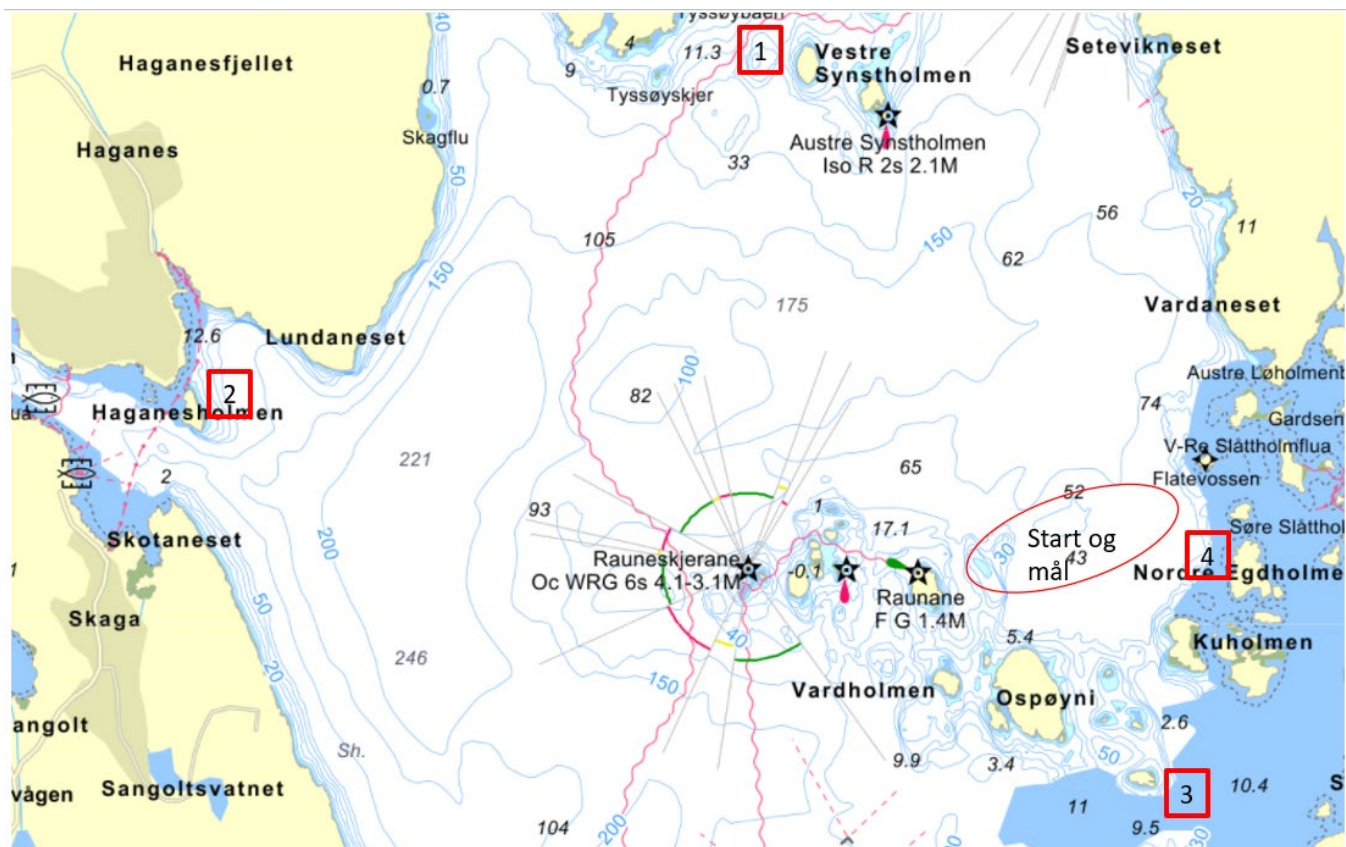 Tyssøybåen
1
4
11.3
Vestre
Synstholmen
Setevikneset
Haganesfjellet
9
0.7
Tyssøyskjer
Skagflu
50
Haganes
Austre Synstholmen
Iso R 2s 2.1M
33
20
56
11
105
150
62
150
175
Vardaneset
12.6
Lundaneset
100
2
82
Haganesholmen
Austre Løholmenb
74
Gardsen
V-Re Slåttholmflua
221
65
Flatevossen
2
52
93
1
17.1
Søre Slåtthol
Skotaneset
Start og
mål
30
43
4
200
Rauneskjerane
Oc WRG 6s 4.1-3.1M
-0.1
Nordre Egdholme
Raunane
F G 1.4M
50
Skaga
40
5.4
Kuholmen
246
20
150
Vardholmen
Ospøyni
2.6
angolt
Sh.
50
9.9
3.4
vågen
Sangoltsvatnet
3
10.4
S
11
104
200
9.5
30